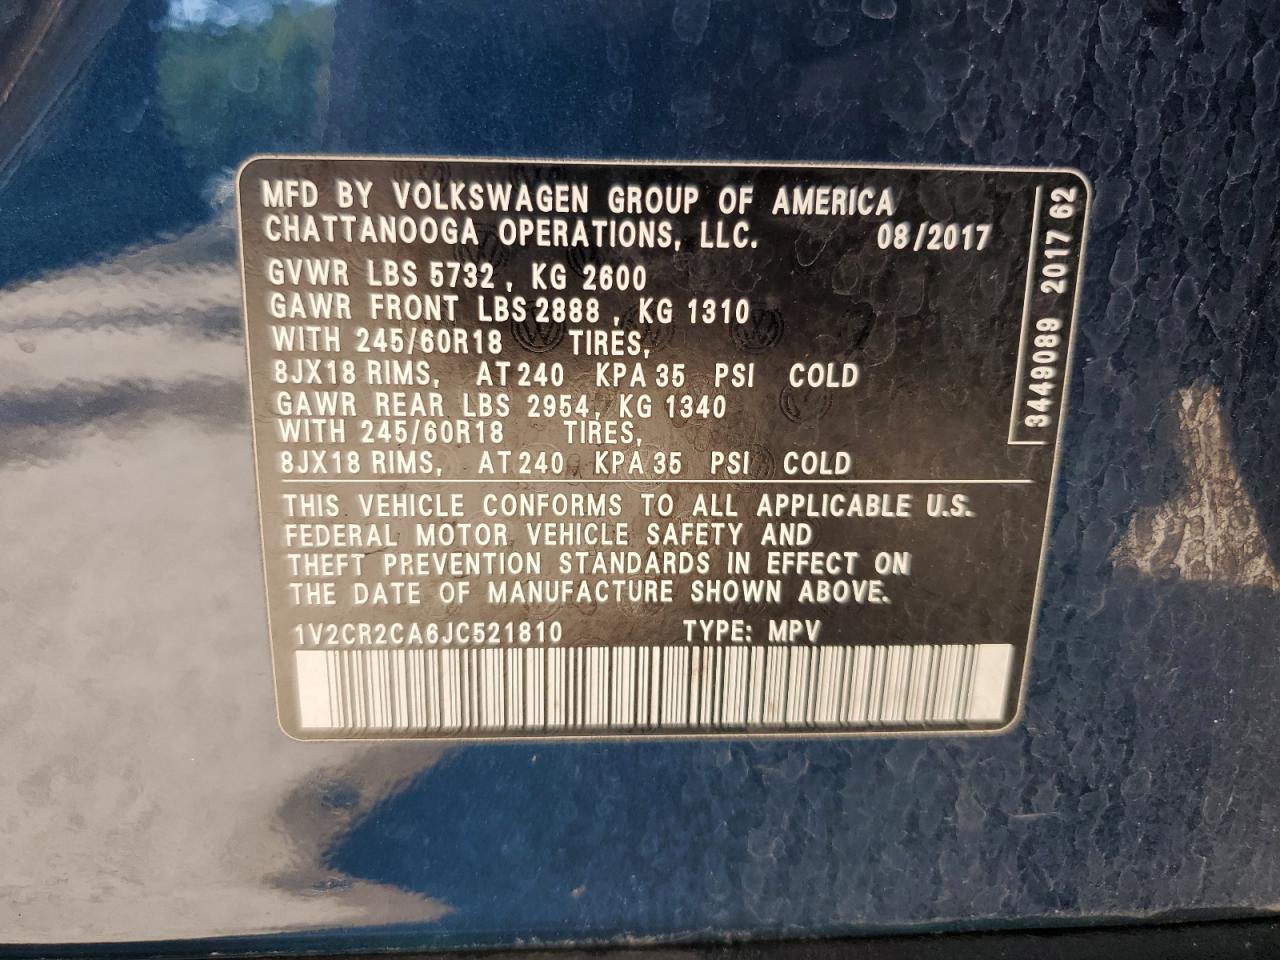 MFD BY VOLKSWAGEN GROUP OF AMERICA
CHATTANOOGA OPERATIONS, LLC. 08/2017
GVWR LBS 5732 , KG 2600
GAWR FRONT LBS 2888 , KG 1310
WITH 245/60R18 TIRES,
8JX18 RIMS, AT 240 KPA 35 PSI COLD
GAWR REAR LBS 2954, KG 1340
WITH 245/60R18 TIRES,
8JX18 RIMS, AT 240 KPA 35 PSI COLD
THIS VEHICLE CONFORMS TO ALL APPLICABLE U.S.
FEDERAL MOTOR VEHICLE SAFETY AND
THEFT PREVENTION STANDARDS IN EFFECT ON
THE DATE OF MANUFACTURE SHOWN ABOVE.
1V2CR2CA6JC521810 TYPE: MPV
3449089 2017 62